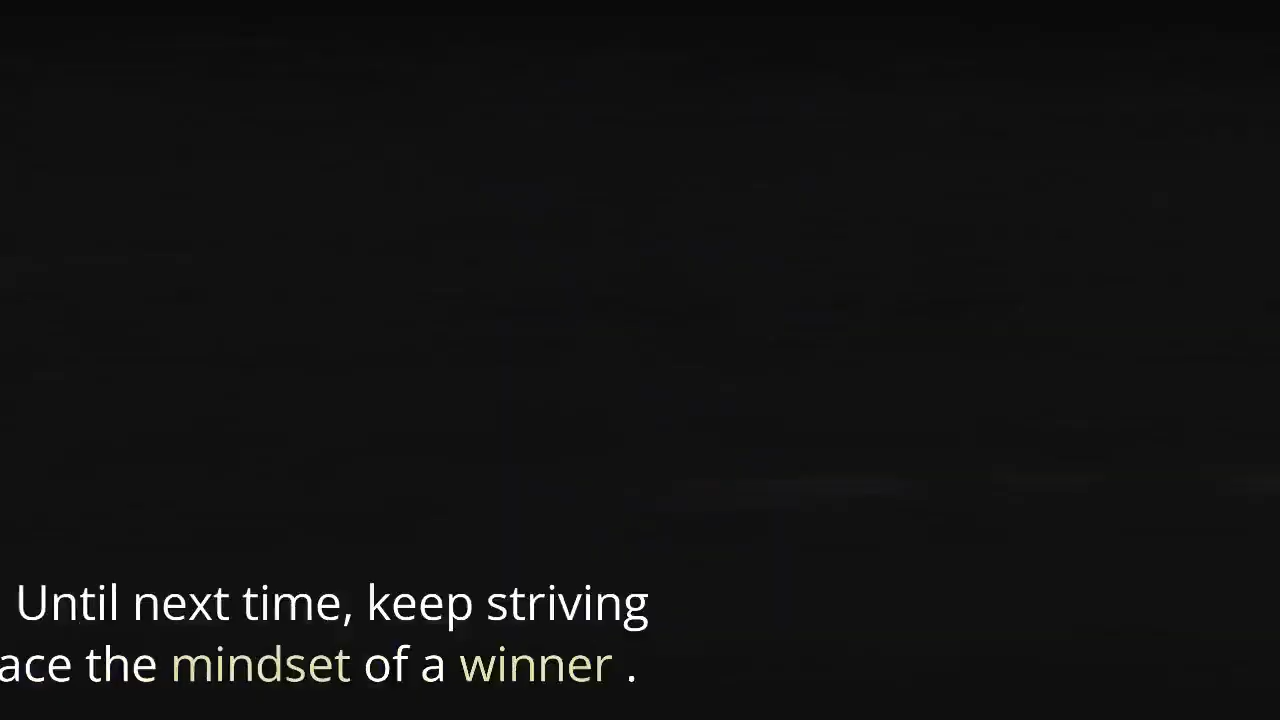 Until next time, keep striving
ace the mindset of a winner .